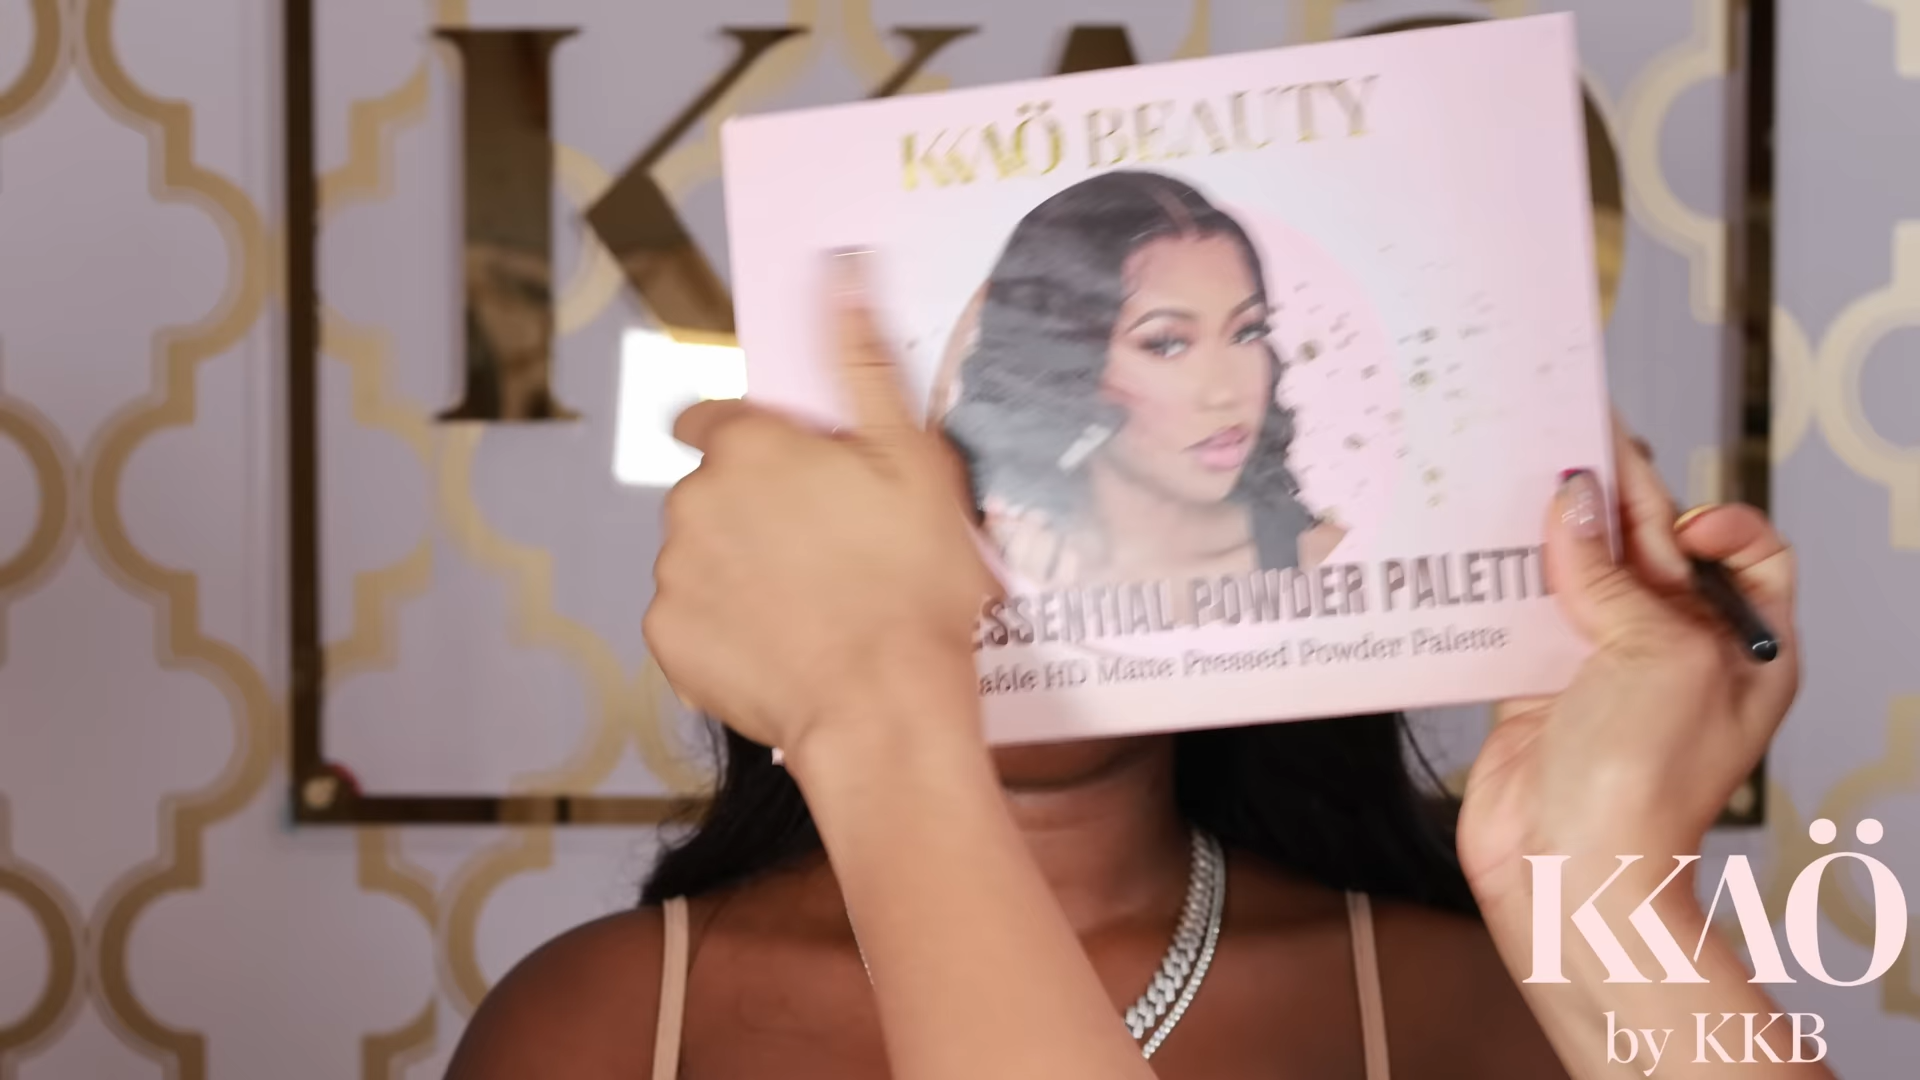 KKAÖ BEAUTY
ESSENTIAL POWDER PALETTE
HD Matte Pressed Powder Palette
KKAÖ
by KKB